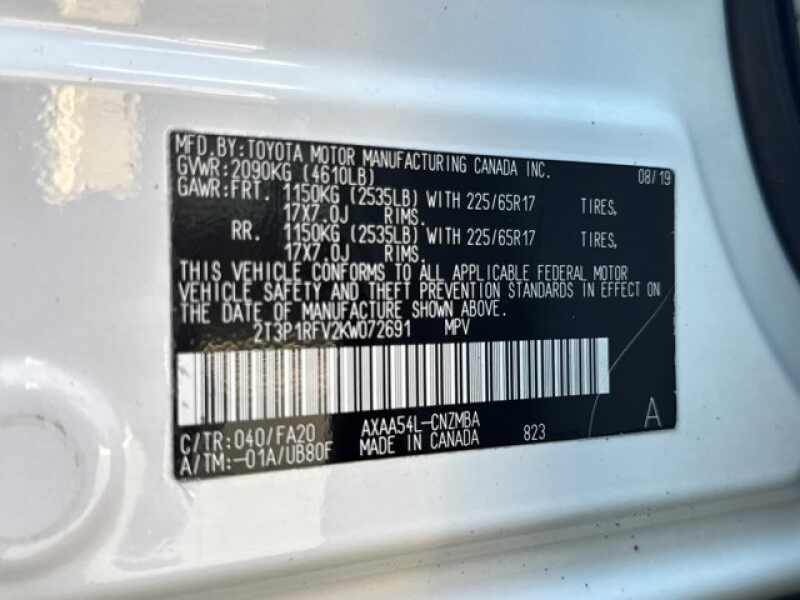 MFD.BY:TOYOTA MOTOR MANUFACTURING CANADA INC. 08/19
GVWR:2090KG (4610LB)
GAWR:FRT. 1150KG (2535LB) WITH 225/65R17 TIRES,
17X7.0J RIMS.
RR. 1150KG (2535LB) WITH 225/65R17 TIRES,
17X7.0J RIMS.
THIS VEHICLE CONFORMS TO ALL APPLICABLE FEDERAL MOTOR
VEHICLE SAFETY AND THEFT PREVENTION STANDARDS IN EFFECT ON
THE DATE OF MANUFACTURE SHOWN ABOVE.
2T3P1RFV2KW072691 MPV
C/TR:040/FA20 AXAA54L-CNZMBA A
A/TM:-01A/UB80F MADE IN CANADA 823